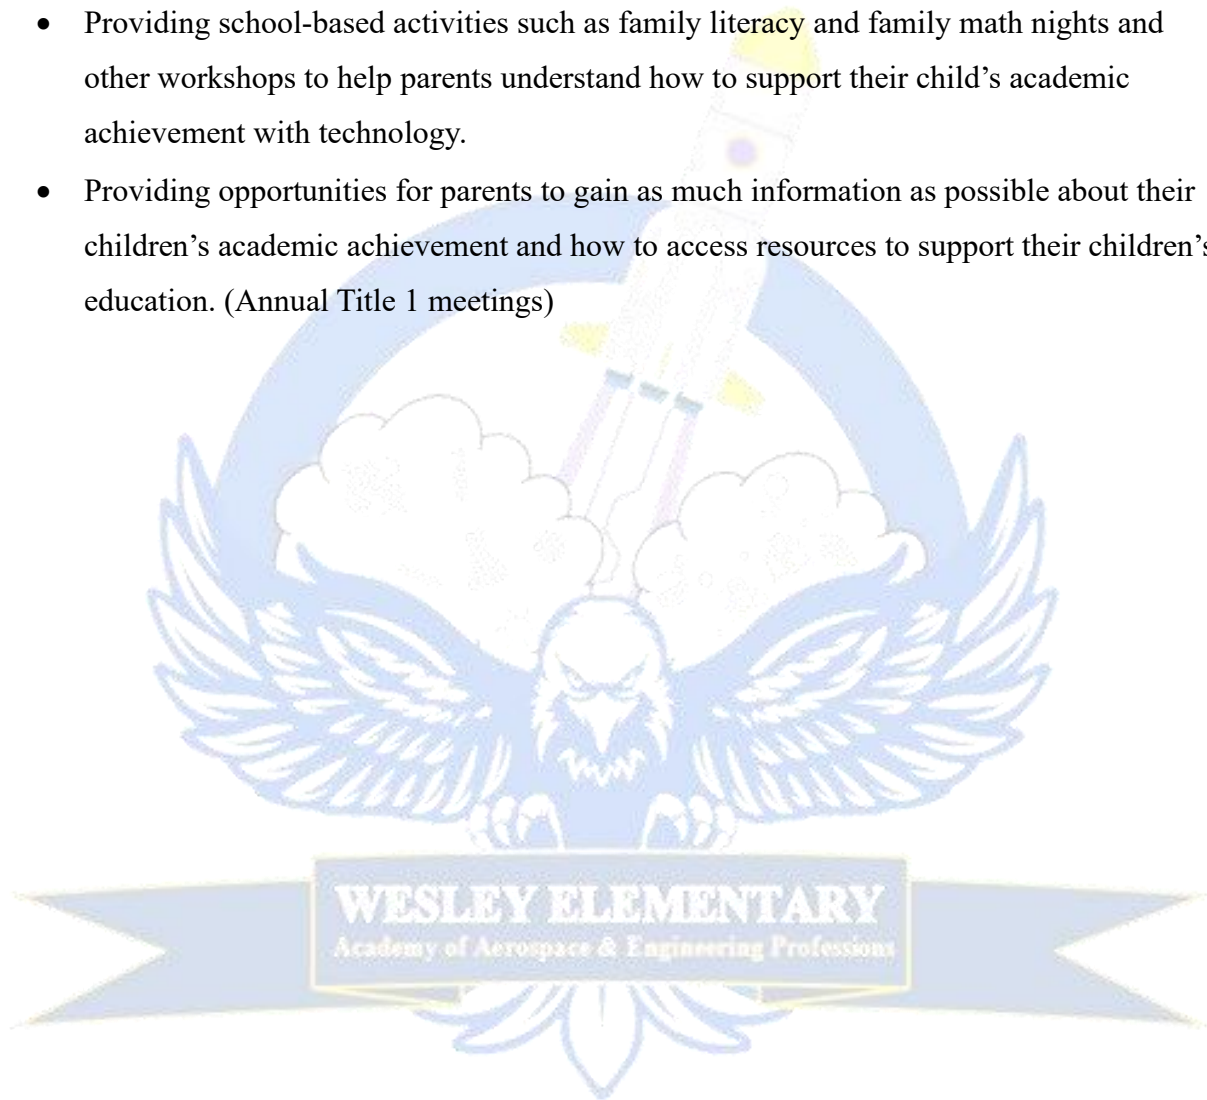 • Providing school-based activities such as family literacy and family math nights and
other workshops to help parents understand how to support their child’s academic
achievement with technology.
• Providing opportunities for parents to gain as much information as possible about their
children’s academic achievement and how to access resources to support their children’s
education. (Annual Title 1 meetings)
WESLEY ELEMENTARY
Academy of Aerospace & Engineering Professions